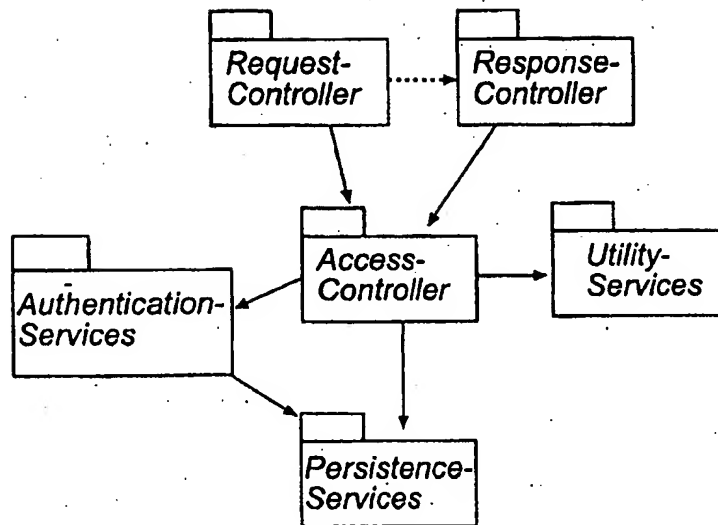 Request-
Controller
Response-
Controller
Access-
Controller
Utility-
Services
Authentication-
Services
Persistence-
Services